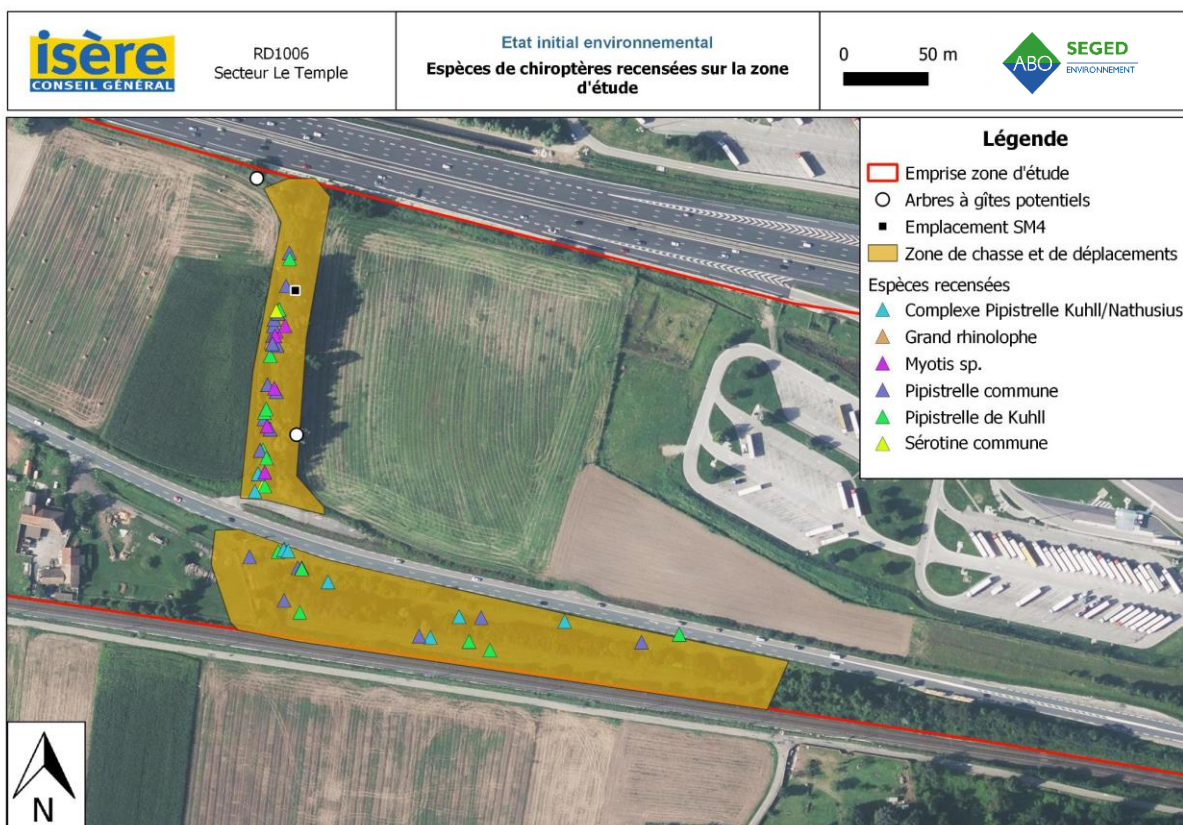 isère
CONSEIL GÉNÉRAL
RD1006
Secteur Le Temple
Etat initial environnemental
Espèces de chiroptères recensées sur la zone
d'étude
0 50 m
ABO
SEGED
ENVIRONNEMENT
Légende
Emprise zone d'étude
Arbres à gîtes potentiels
Emplacement SM4
Zone de chasse et de déplacements
Espèces recensées
Complexe Pipistrelle Kuhll/Nathusius
Grand rhinolophe
Myotis sp.
Pipistrelle commune
Pipistrelle de Kuhll
Sérotine commune
N